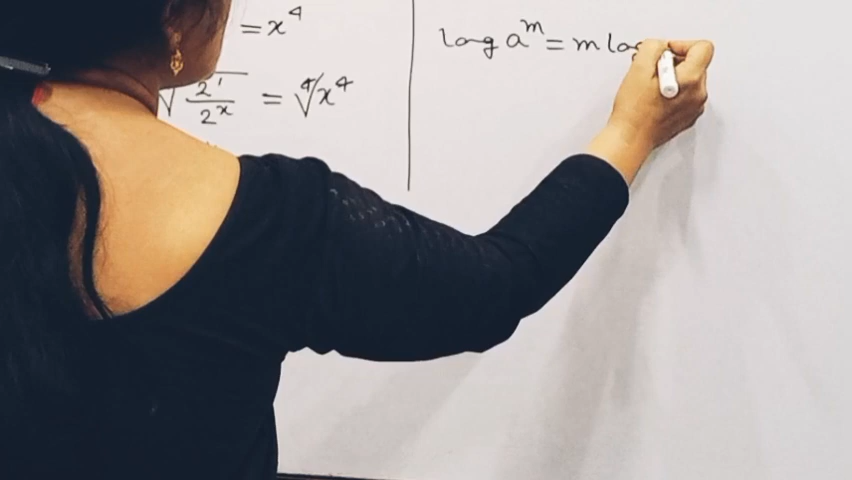 = x⁴
√(2¹/2ˣ) = ⁴√x⁴
log aᵐ = m log